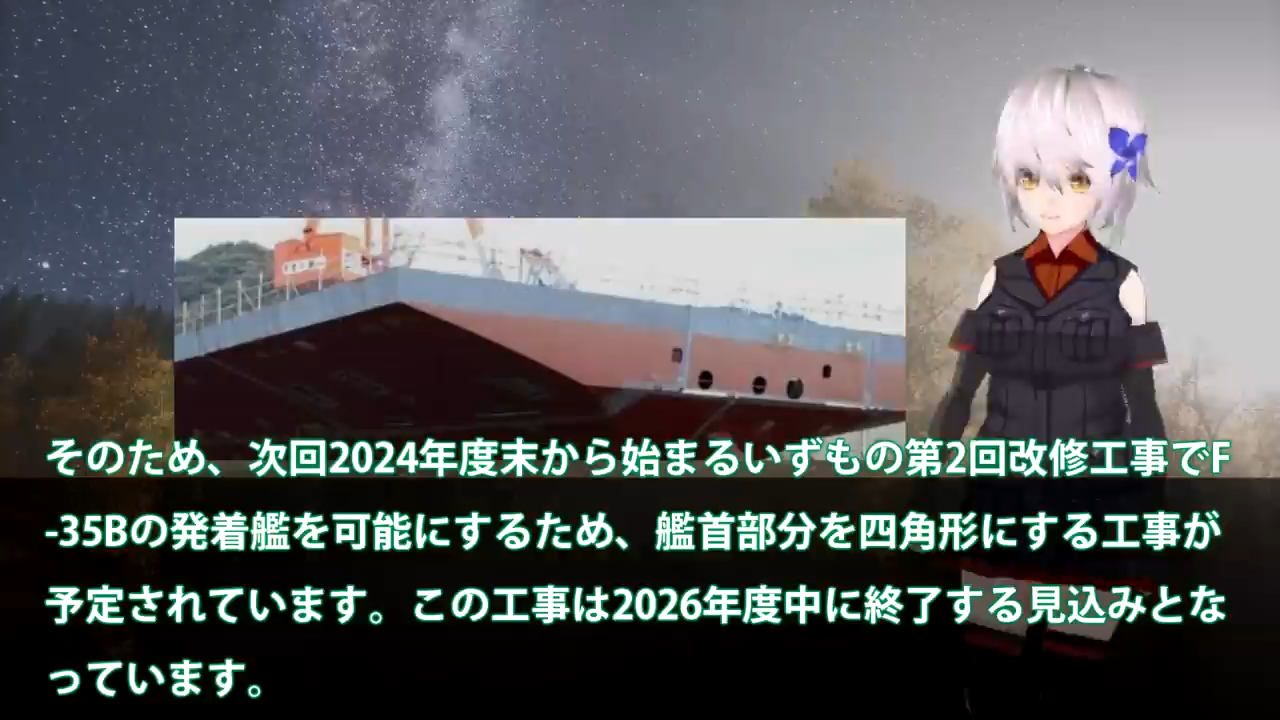 そのため、次回2024年度末から始まるいずもの第2回改修工事でF
-35Bの発着艦を可能にするため、艦首部分を四角形にする工事が
予定されています。この工事は2026年度中に終了する見込みとな
っています。